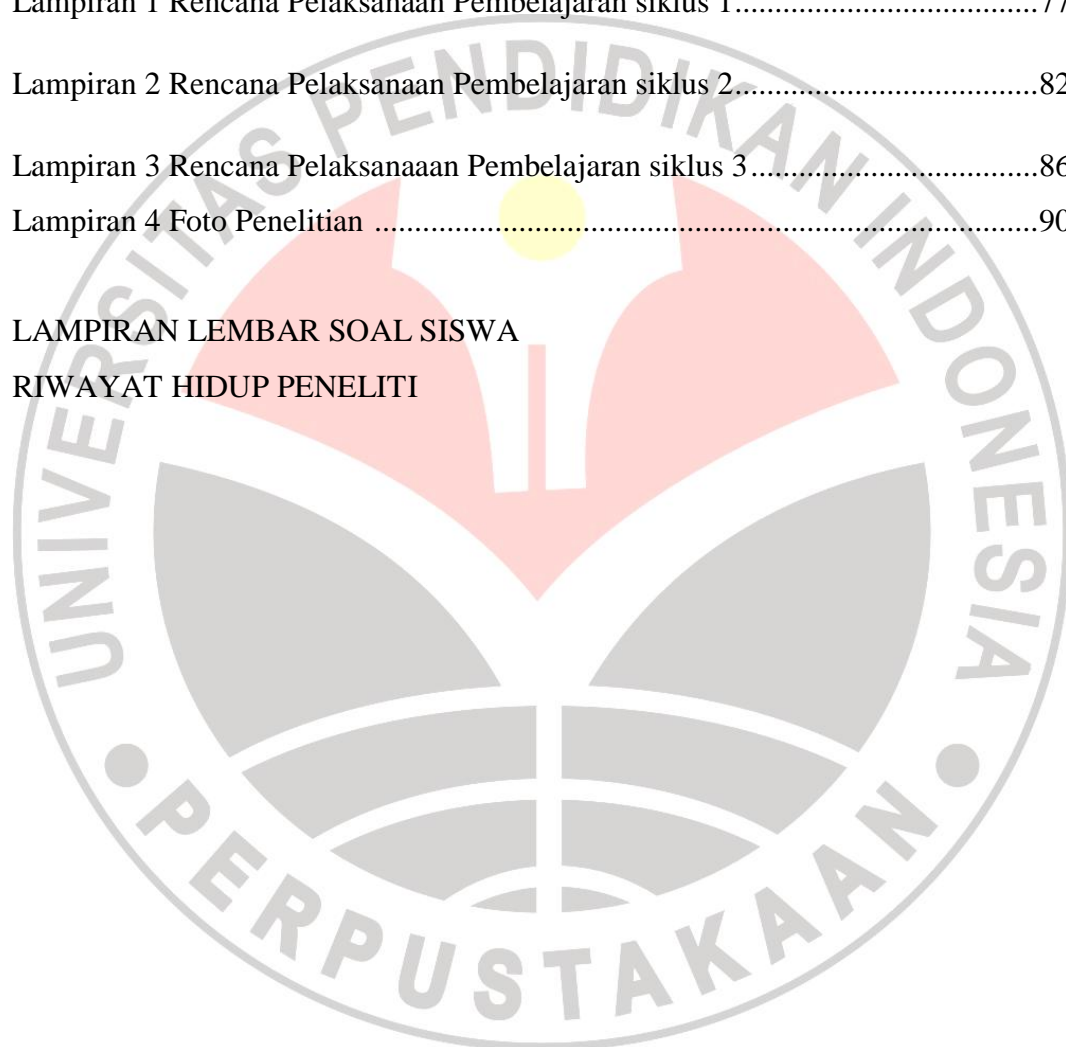 Lampiran 1 Rencana Pelaksanaan Pembelajaran siklus 1...................................77
Lampiran 2 Rencana Pelaksanaan Pembelajaran siklus 2...................................82
Lampiran 3 Rencana Pelaksanaaan Pembelajaran siklus 3.................................86
Lampiran 4 Foto Penelitian ........................................................................90
LAMPIRAN LEMBAR SOAL SISWA
RIWAYAT HIDUP PENELITI
UNIVERSITAS PENDIDIKAN INDONESIA
PERPUSTAKAAN